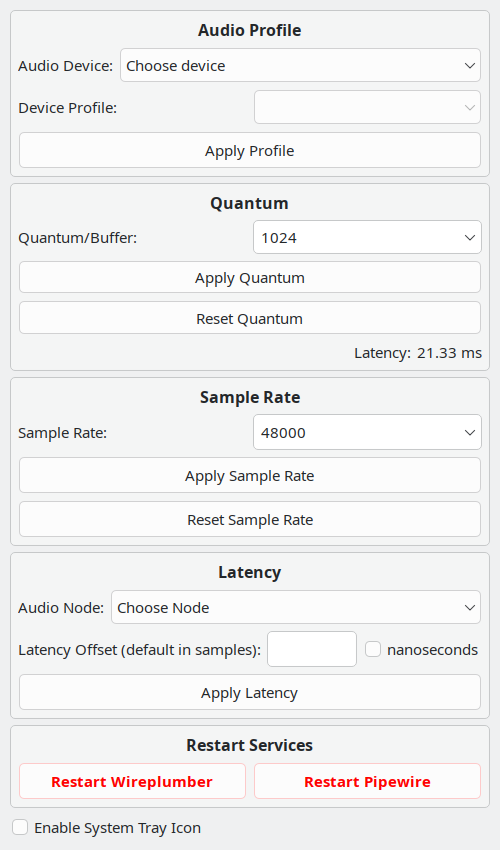 Audio Profile
Audio Device: Choose device
Device Profile:
Apply Profile
Quantum
Quantum/Buffer: 1024
Apply Quantum
Reset Quantum
Latency: 21.33 ms
Sample Rate
Sample Rate: 48000
Apply Sample Rate
Reset Sample Rate
Latency
Audio Node: Choose Node
Latency Offset (default in samples): nanoseconds
Apply Latency
Restart Services
Restart Wireplumber Restart Pipewire
Enable System Tray Icon